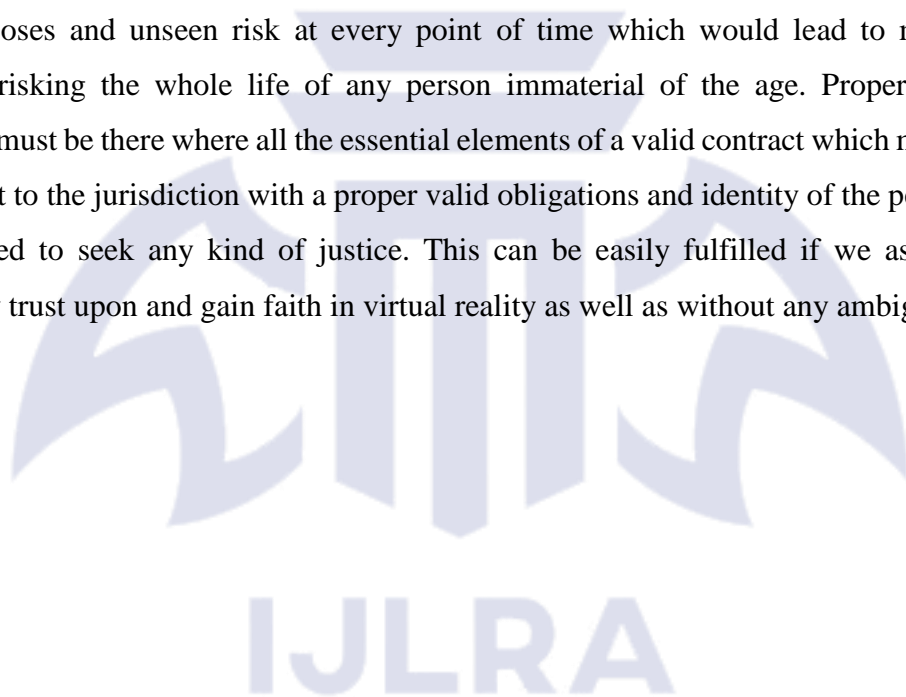 oses and unseen risk at every point of time which would lead to
risking the whole life of any person immaterial of the age. Proper
must be there where all the essential elements of a valid contract which
t to the jurisdiction with a proper valid obligations and identity of the
ed to seek any kind of justice. This can be easily fulfilled if we as
trust upon and gain faith in virtual reality as well as without any ambig
IJLRA